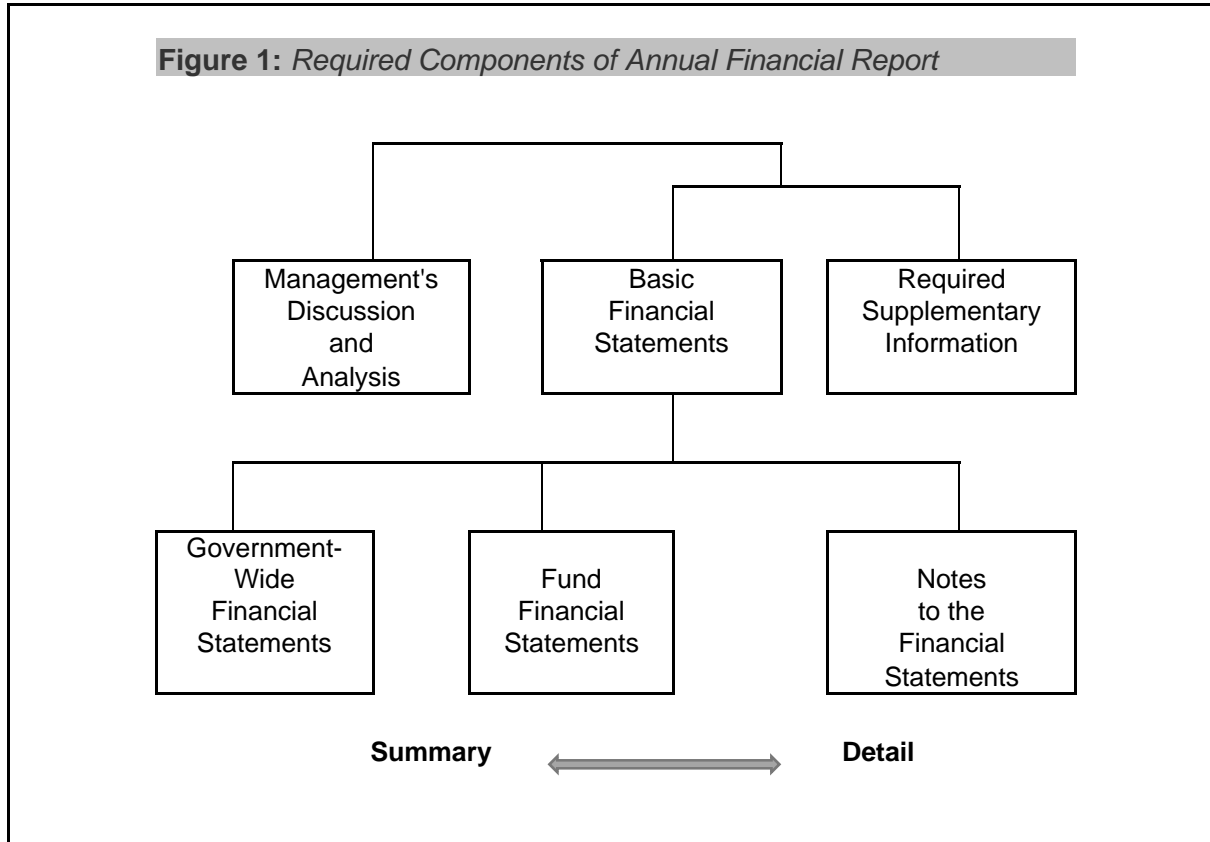 Figure 1: Required Components of Annual Financial Report
Management's
Discussion
and
Analysis
Basic
Financial
Statements
Required
Supplementary
Information
Government-
Wide
Financial
Statements
Fund
Financial
Statements
Notes
to the
Financial
Statements
Summary
Detail